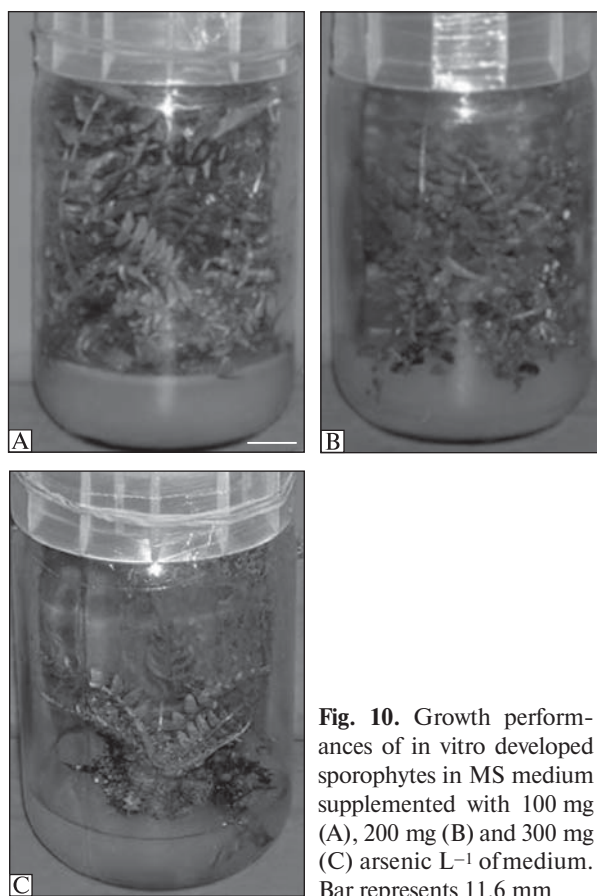 A
B
C
Fig. 10. Growth perform-
ances of in vitro developed
sporophytes in MS medium
supplemented with 100 mg
(A), 200 mg (B) and 300 mg
(C) arsenic L⁻¹ of medium.
Bar represents 11.6 mm